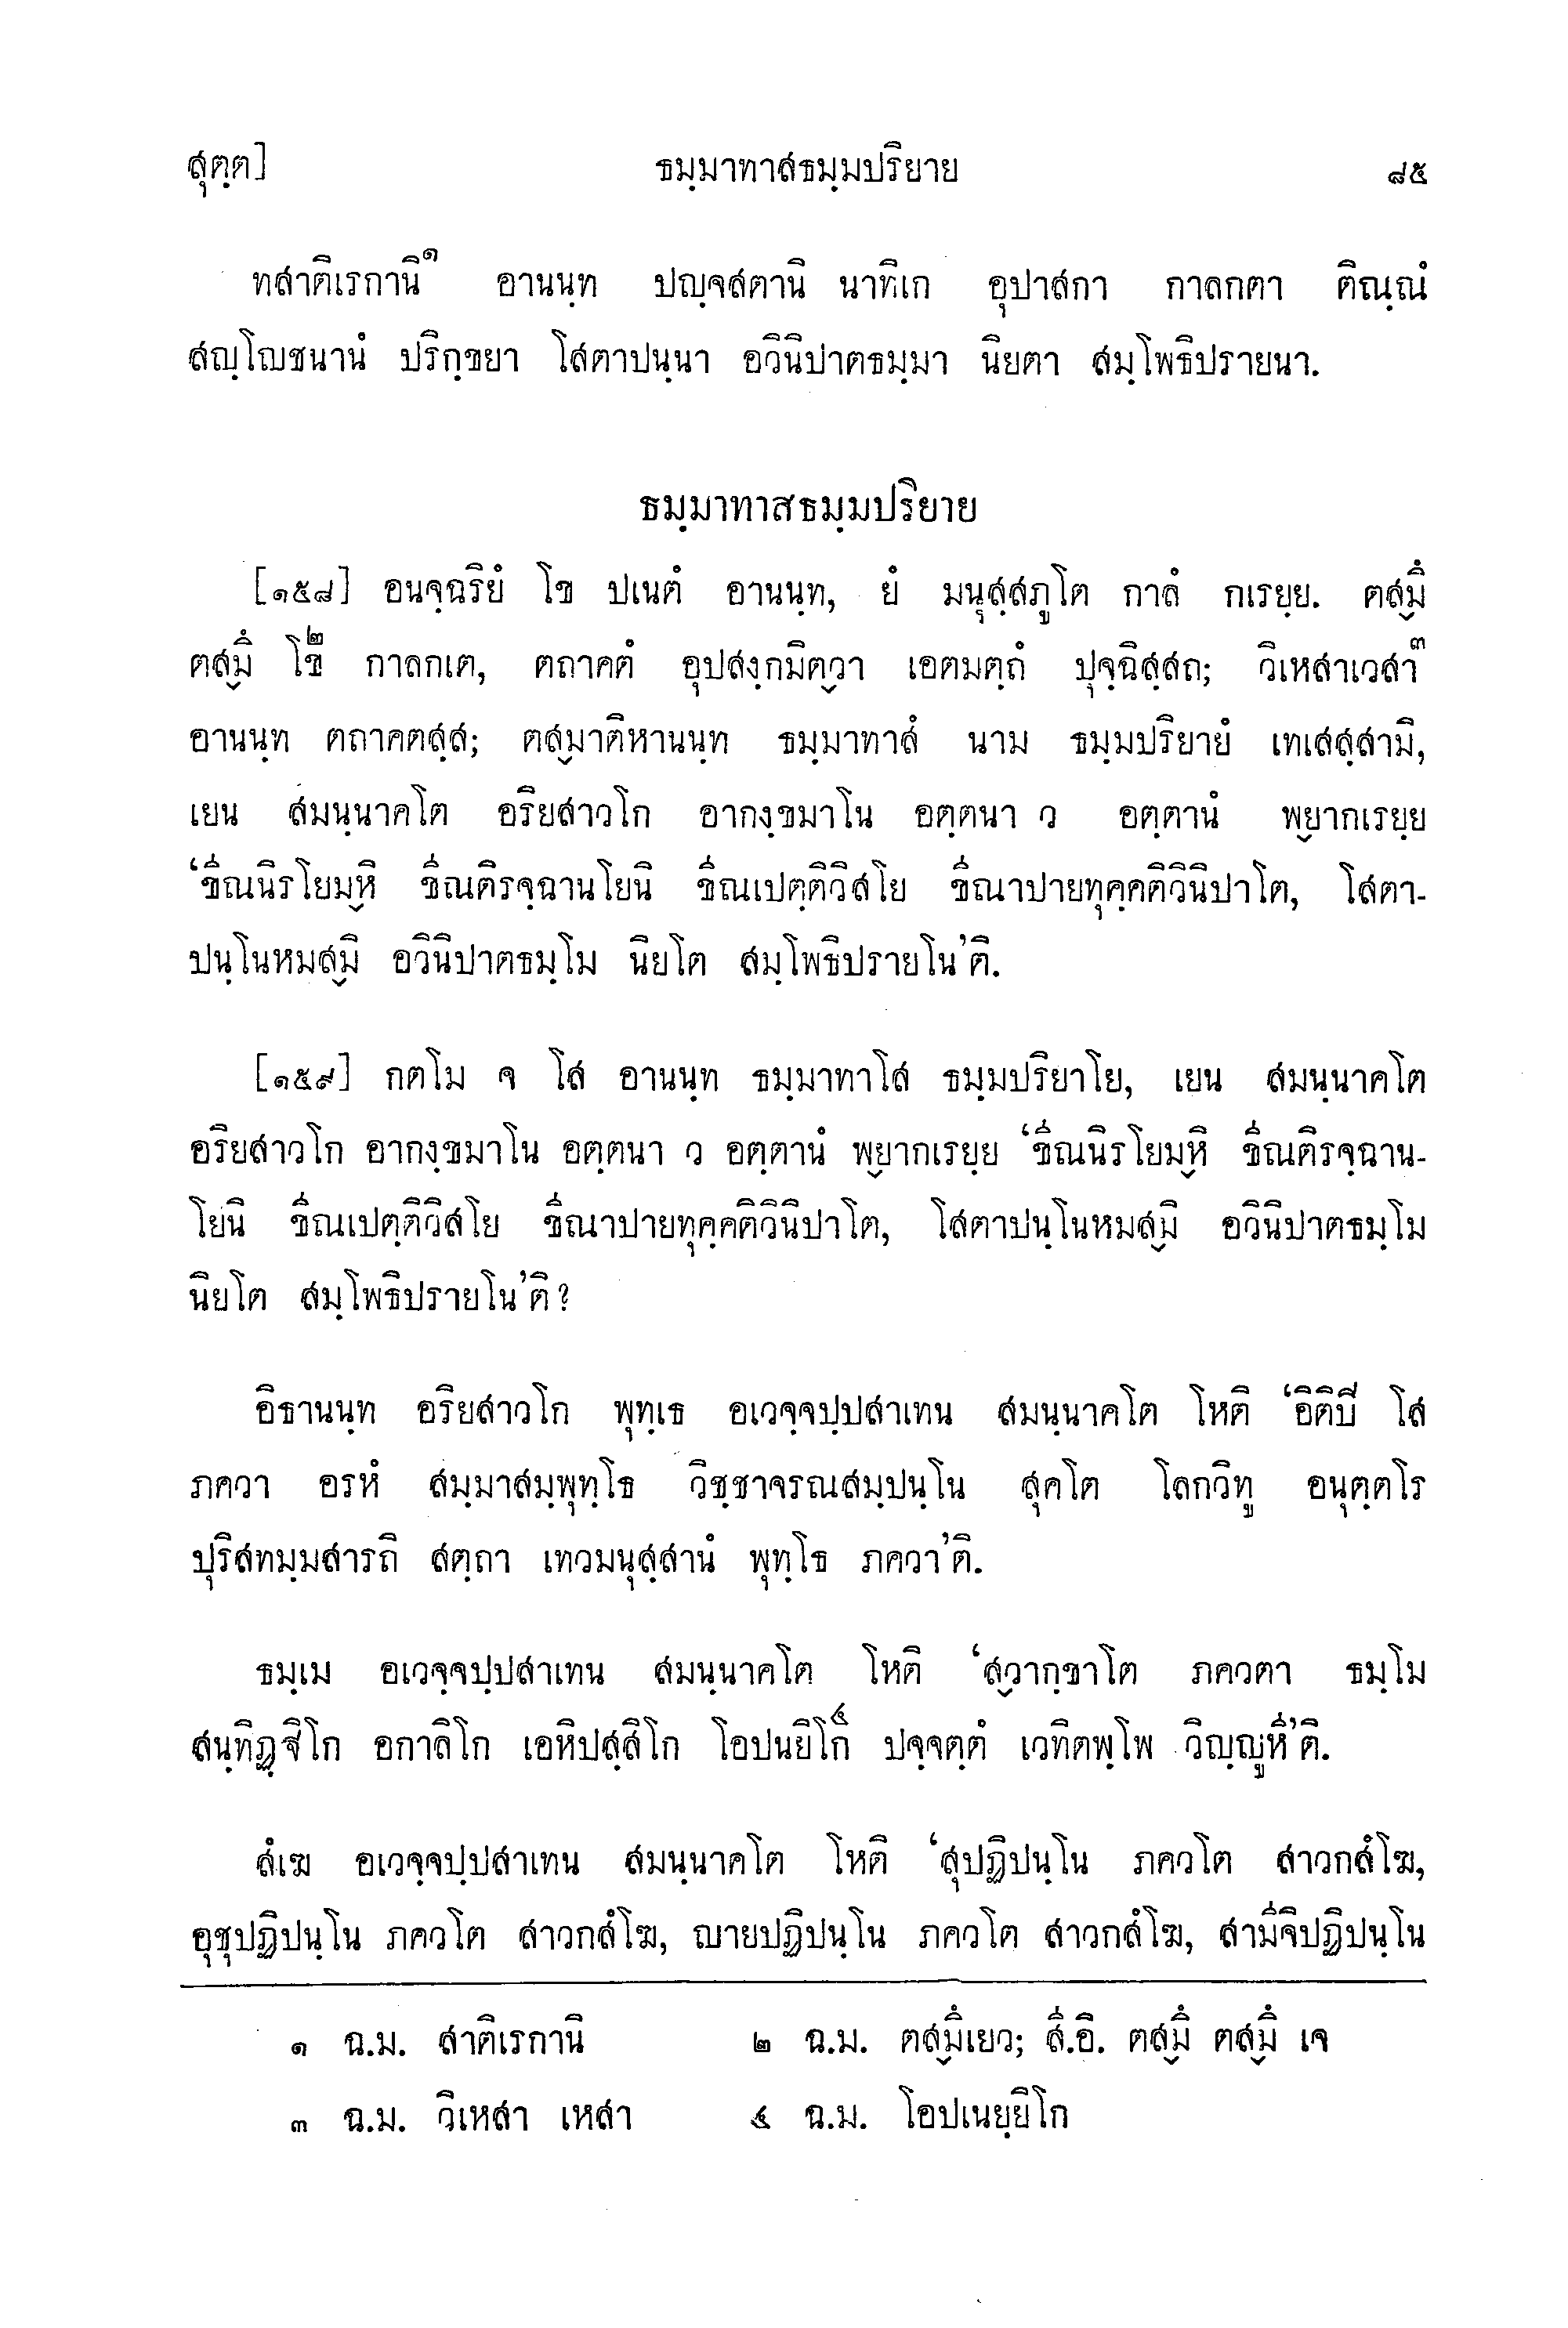 สุตฺต] ธมฺมาทาสธมฺมปริยาย ๘๕
ทสาติเรกานิ๑ อานนฺท ปญฺจสตานิ นาทิเก อุปาสกา กาลกตา ติณฺณํ
สญฺโญชนานํ ปริกฺขยา โสตาปนฺนา อวินิปาตธมฺมา นิยตา สมฺโพธิปรายนา.
ธมฺมาทาสธมฺมปริยาย
[๑๕๘] อนจฺฉริยํ โข ปเนตํ อานนฺท, ยํ มนุสฺสภูโต กาลํ กเรยฺย. ตสฺมึ
ตสฺมึ โข๒ กาลกเต, ตถาคตํ อุปสงฺกมิตฺวา เอตมตฺถํ ปุจฺฉิสฺสถ; วิเหสาเวสา๓
อานนฺท ตถาคตสฺส; ตสฺมาติหานนฺท ธมฺมาทาสํ นาม ธมฺมปริยายํ เทเสสฺสามิ,
เยน สมนฺนาคโต อริยสาวโก อากงฺขมาโน อตฺตนา ว อตฺตานํ พฺยากเรยฺย
‘ขีณนิรโยมฺหิ ขีณติรจฺฉานโยนิ ขีณเปตฺติวิสโย ขีณาปายทุคฺคติวินิปาโต, โสตา-
ปนฺโนหมสฺมิ อวินิปาตธมฺโม นิยโต สมฺโพธิปรายโน’ติ.
[๑๕๙] กตโม จ โส อานนฺท ธมฺมาทาโส ธมฺมปริยาโย, เยน สมนฺนาคโต
อริยสาวโก อากงฺขมาโน อตฺตนา ว อตฺตานํ พฺยากเรยฺย ‘ขีณนิรโยมฺหิ ขีณติรจฺฉาน-
โยนิ ขีณเปตฺติวิสโย ขีณาปายทุคฺคติวินิปาโต, โสตาปนฺโนหมสฺมิ อวินิปาตธมฺโม
นิยโต สมฺโพธิปรายโน’ติ?
อิธานนฺท อริยสาวโก พุทฺเธ อเวจฺจปฺปสาเทน สมนฺนาคโต โหติ ‘อิติปิ โส
ภควา อรหํ สมฺมาสมฺพุทฺโธ วิชฺชาจรณสมฺปนฺโน สุคโต โลกวิทู อนุตฺตโร
ปุริสทมฺมสารถิ สตฺถา เทวมนุสฺสานํ พุทฺโธ ภควา’ติ.
ธมฺเม อเวจฺจปฺปสาเทน สมนฺนาคโต โหติ ‘สฺวากฺขาโต ภควตา ธมฺโม
สนฺทิฏฺฐิโก อกาลิโก เอหิปสฺสิโก โอปนยิโก๔ ปจฺจตฺตํ เวทิตพฺโพ วิญฺญูหี’ติ.
สํเฆ อเวจฺจปฺปสาเทน สมนฺนาคโต โหติ ‘สุปฏิปนฺโน ภควโต สาวกสํโฆ,
อุชุปฏิปนฺโน ภควโต สาวกสํโฆ, ญายปฏิปนฺโน ภควโต สาวกสํโฆ, สามีจิปฏิปนฺโน
๑ ฉ.ม. สาติเรกานิ ๒ ฉ.ม. ตสฺมึเยว; สี.อิ. ตสฺมึ ตสฺมึ เจ
๓ ฉ.ม. วิเหสา เหสา ๔ ฉ.ม. โอปเนยฺยิโก